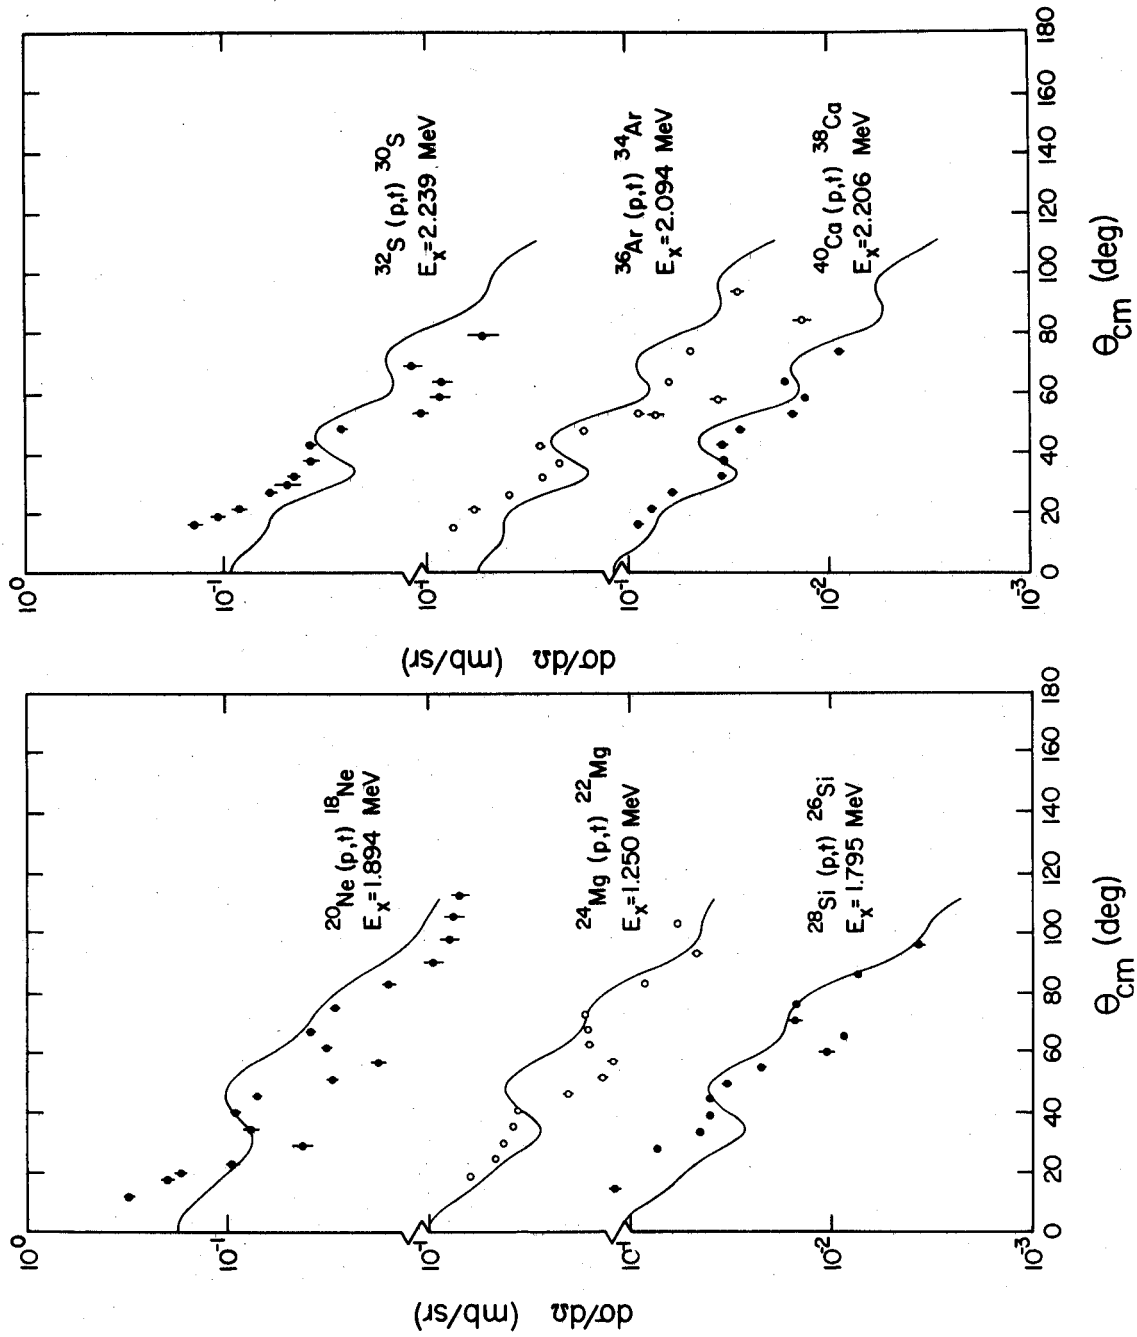 dσ/dΩ (mb/sr)
10⁰
10⁻¹
10⁻¹
10⁻¹
10⁻²
10⁻³
²⁰Ne (p,t) ¹⁸Ne
Eₓ=1.894 MeV
²⁴Mg (p,t) ²²Mg
Eₓ=1.250 MeV
²⁸Si (p,t) ²⁶Si
Eₓ=1.795 MeV
0 20 40 60 80 100 120 140 160 180
θcm (deg)
dσ/dΩ (mb/sr)
10⁰
10⁻¹
10⁻¹
10⁻¹
10⁻²
10⁻³
³²S (p,t) ³⁰S
Eₓ=2.239 MeV
³⁶Ar (p,t) ³⁴Ar
Eₓ=2.094 MeV
⁴⁰Ca (p,t) ³⁸Ca
Eₓ=2.206 MeV
0 20 40 60 80 100 120 140 160 180
θcm (deg)